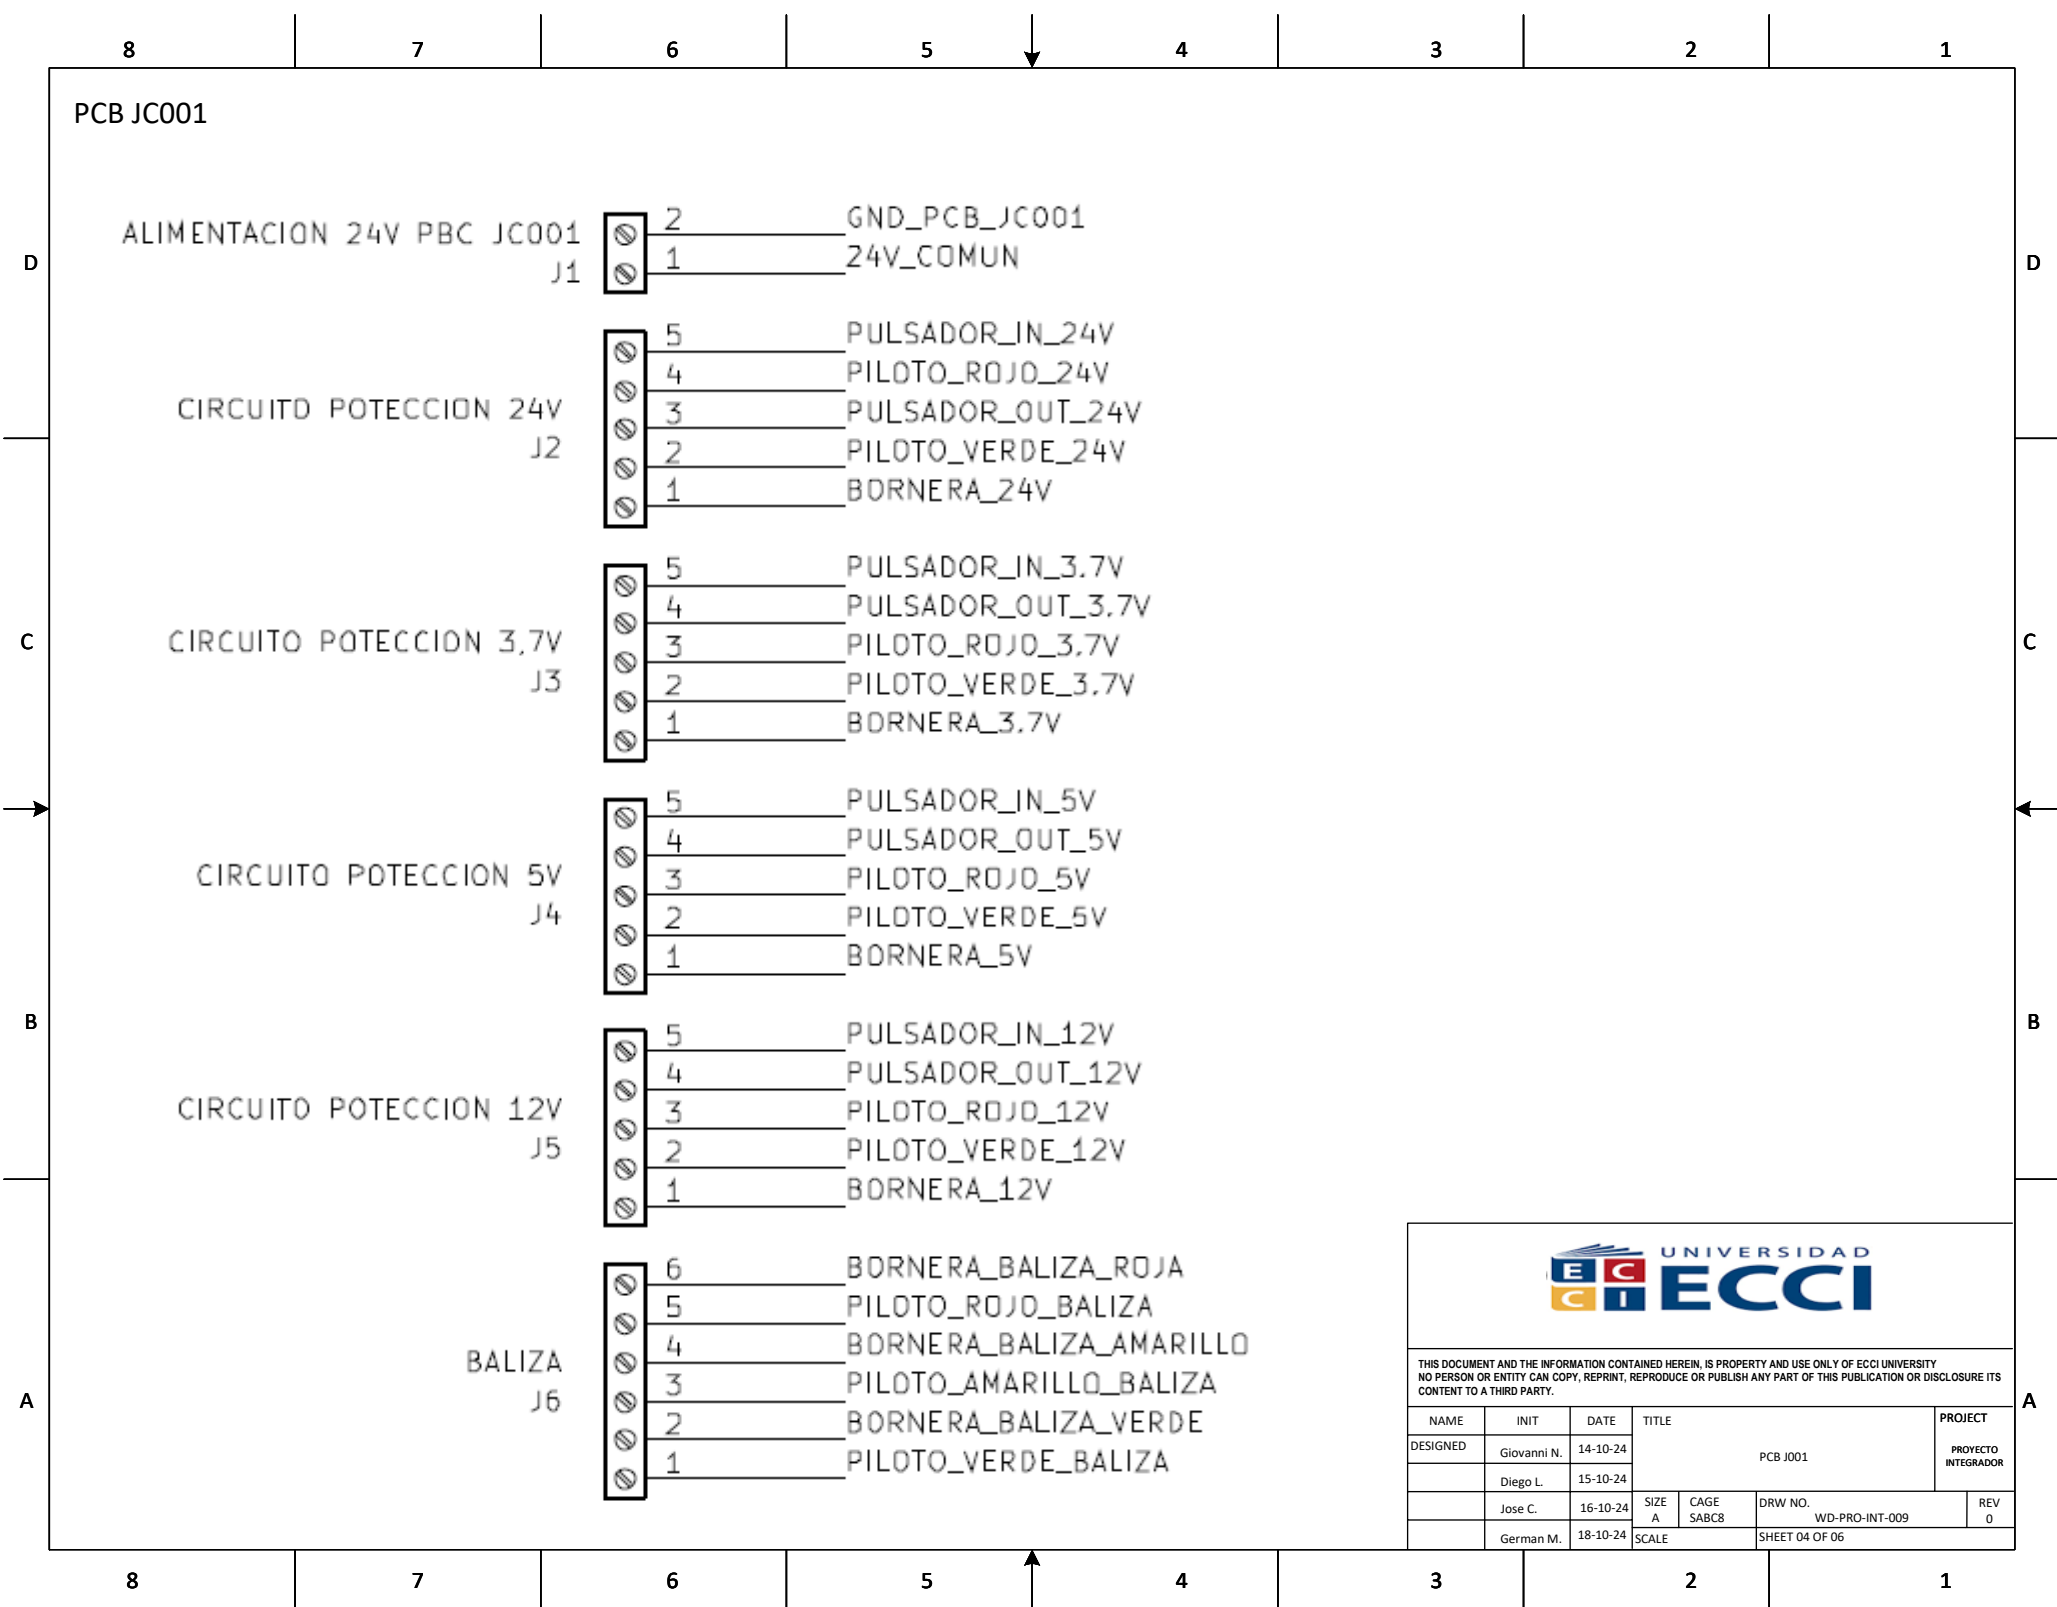 8 7 6 5 4 3 2 1
PCB JC001
D D
ALIMENTACION 24V PBC JC001
J1
2 GND_PCB_JC001
1 24V_COMUN
CIRCUITO POTECCION 24V
J2
5 PULSADOR_IN_24V
4 PILOTO_ROJO_24V
3 PULSADOR_OUT_24V
2 PILOTO_VERDE_24V
1 BORNERA_24V
C C
CIRCUITO POTECCION 3,7V
J3
5 PULSADOR_IN_3.7V
4 PULSADOR_OUT_3,7V
3 PILOTO_ROJO_3,7V
2 PILOTO_VERDE_3,7V
1 BORNERA_3,7V
CIRCUITO POTECCION 5V
J4
5 PULSADOR_IN_5V
4 PULSADOR_OUT_5V
3 PILOTO_ROJO_5V
2 PILOTO_VERDE_5V
1 BORNERA_5V
B B
CIRCUITO POTECCION 12V
J5
5 PULSADOR_IN_12V
4 PULSADOR_OUT_12V
3 PILOTO_ROJO_12V
2 PILOTO_VERDE_12V
1 BORNERA_12V
A A
BALIZA
J6
6 BORNERA_BALIZA_ROJA
5 PILOTO_ROJO_BALIZA
4 BORNERA_BALIZA_AMARILLO
3 PILOTO_AMARILLO_BALIZA
2 BORNERA_BALIZA_VERDE
1 PILOTO_VERDE_BALIZA
E C
C I
UNIVERSIDAD
ECCI
THIS DOCUMENT AND THE INFORMATION CONTAINED HEREIN, IS PROPERTY AND USE ONLY OF ECCI UNIVERSITY
NO PERSON OR ENTITY CAN COPY, REPRINT, REPRODUCE OR PUBLISH ANY PART OF THIS PUBLICATION OR DISCLOSURE ITS
CONTENT TO A THIRD PARTY.
NAME INIT DATE TITLE PROJECT
DESIGNED Giovanni N. 14-10-24
Diego L. 15-10-24
Jose C. 16-10-24
German M. 18-10-24
PCB J001
PROYECTO
INTEGRADOR
SIZE CAGE DRW NO. REV
A SABC8 WD-PRO-INT-009 0
SCALE SHEET 04 OF 06
8 7 6 5 4 3 2 1